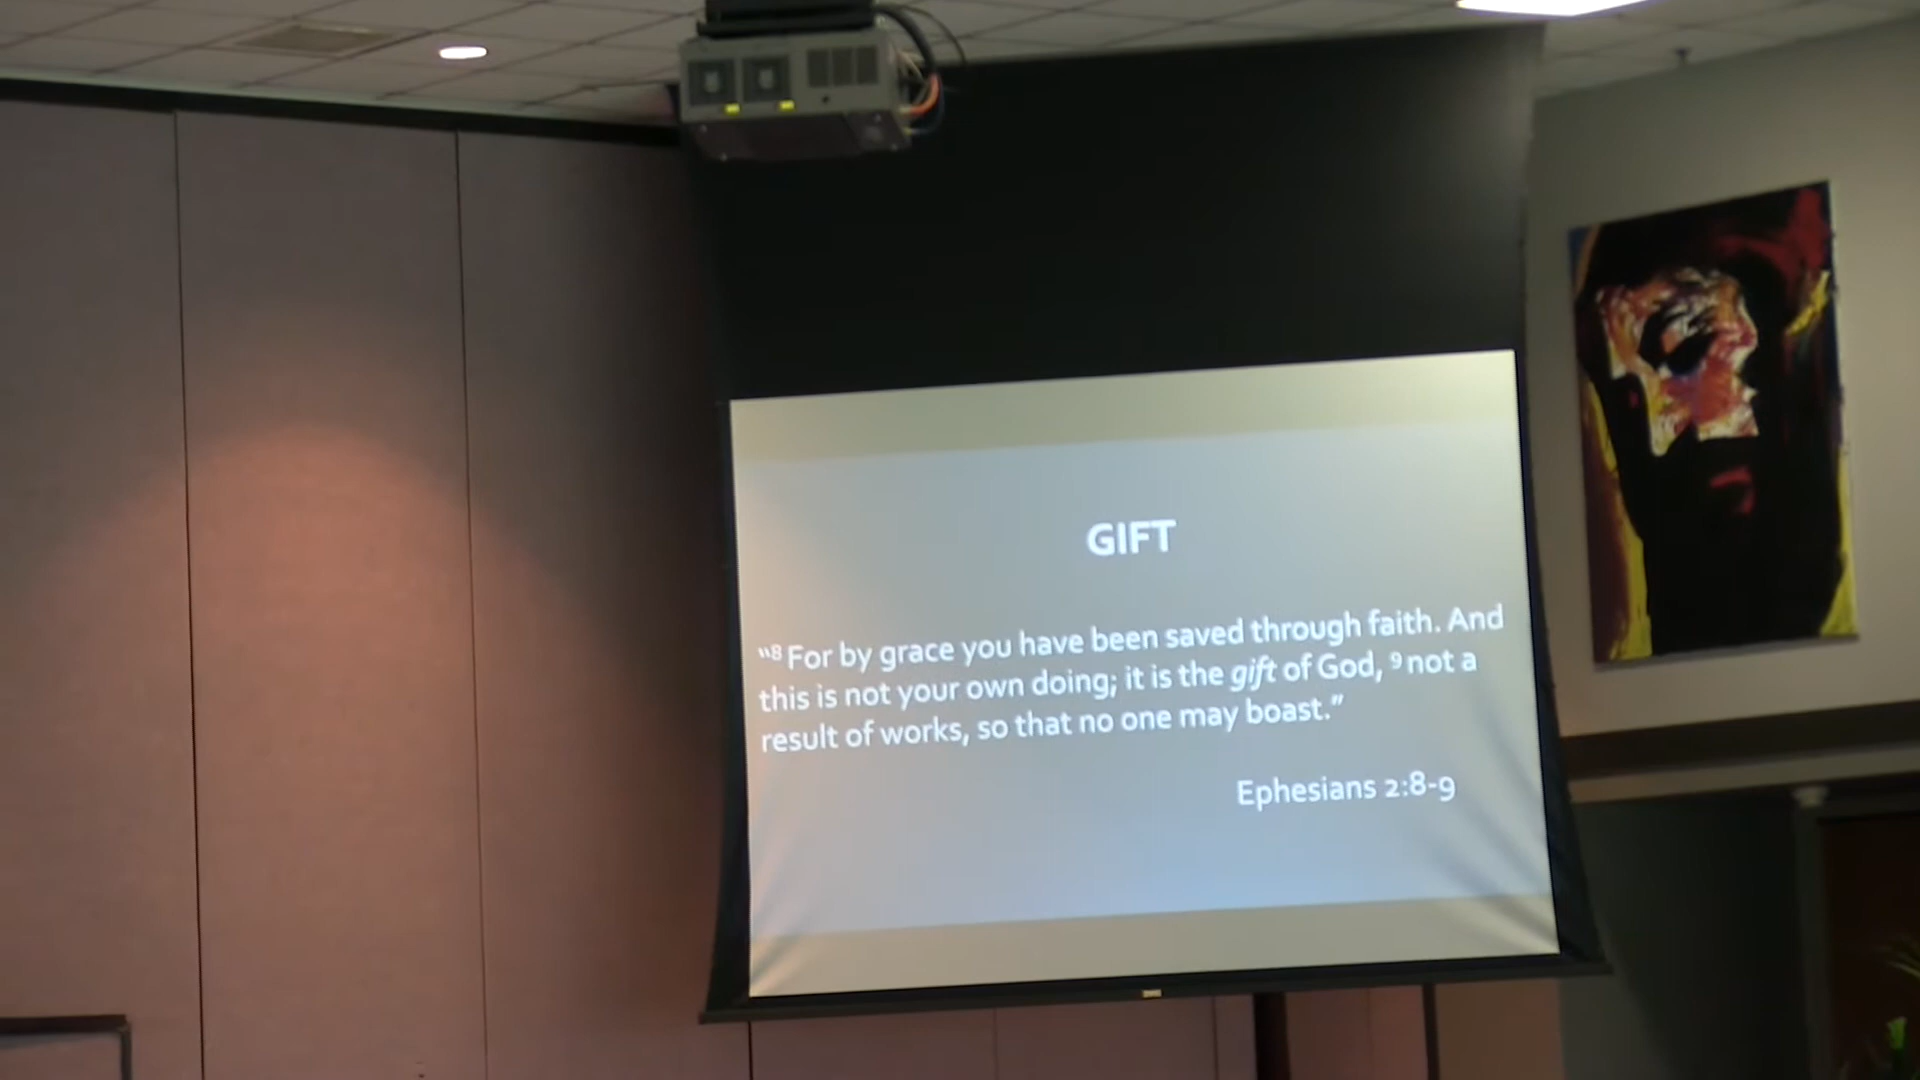 GIFT
“⁸ For by grace you have been saved through faith. And
this is not your own doing; it is the gift of God, ⁹ not a
result of works, so that no one may boast.”
Ephesians 2:8-9